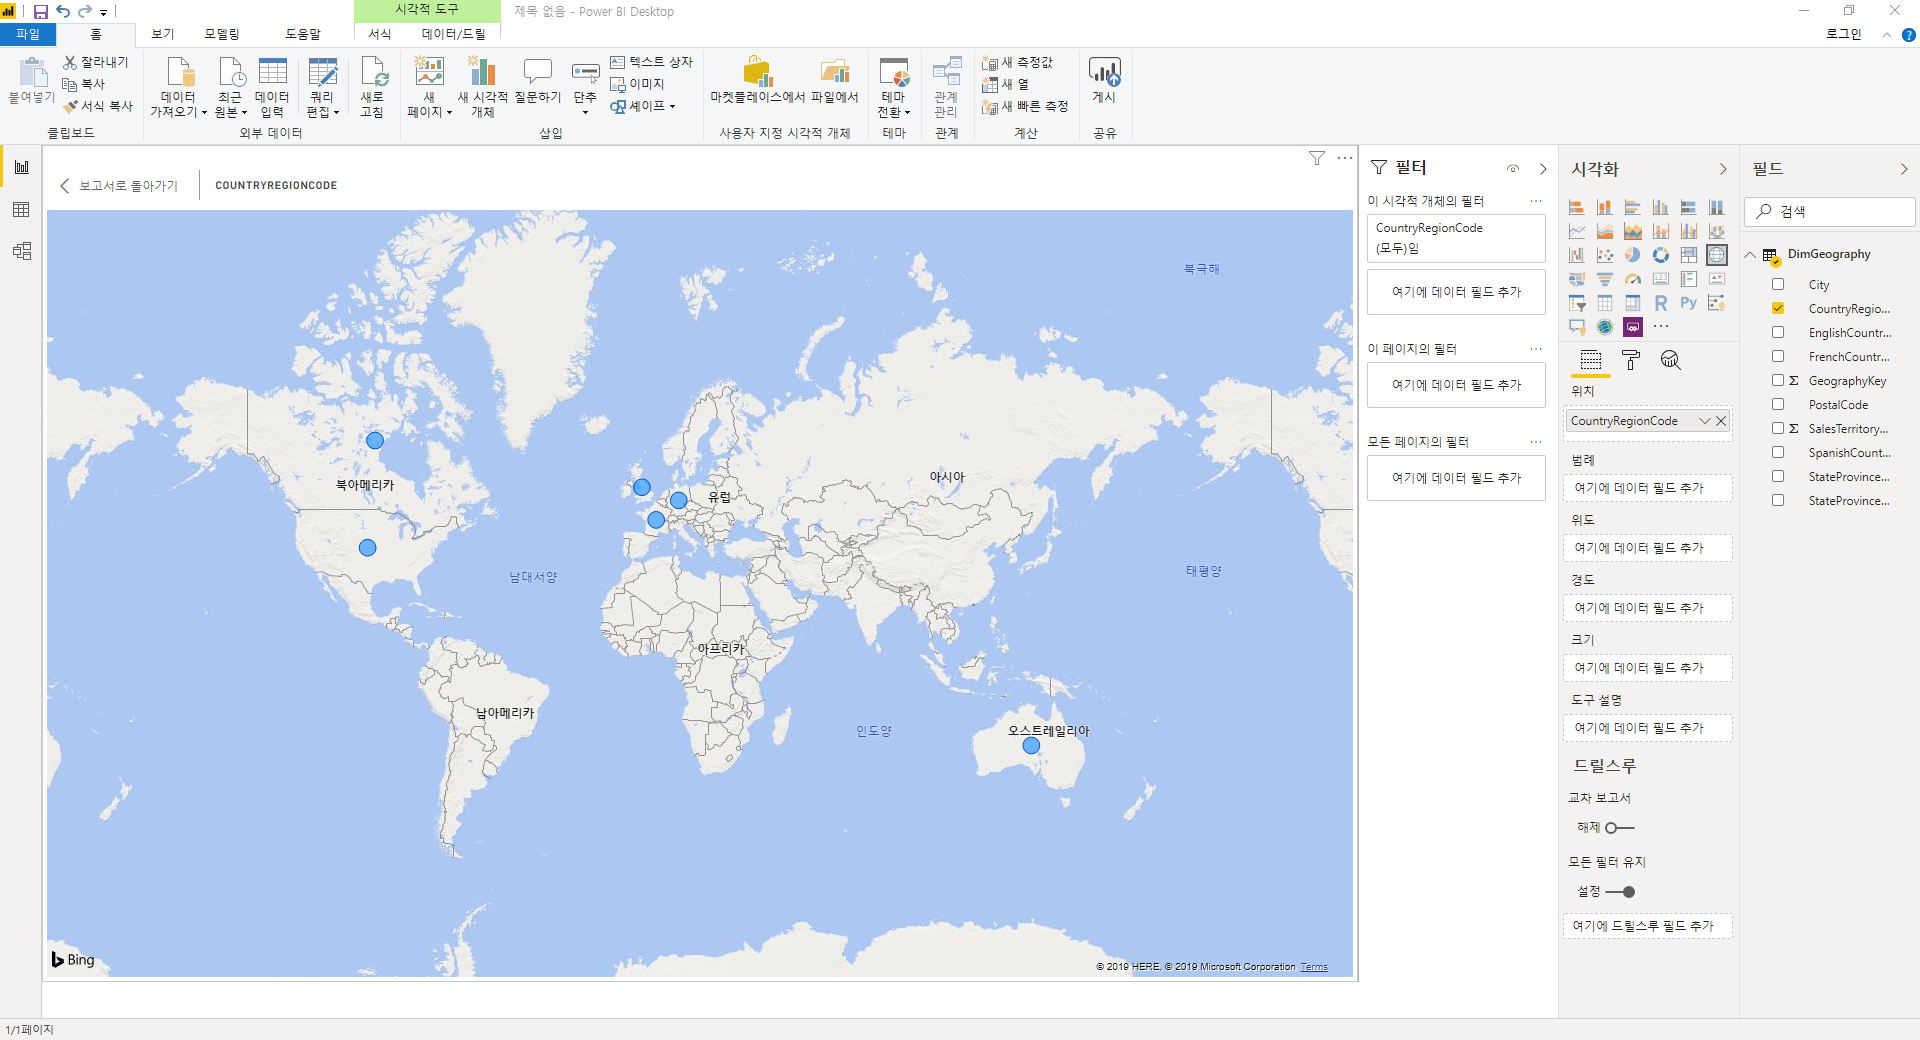 시각적 도구
제목 없음 - Power BI Desktop
파일
홈
보기
모델링
도움말
서식
데이터/드릴
로그인
붙여넣기
잘라내기
복사
서식 복사
클립보드
데이터
가져오기
최근
원본
데이터
입력
쿼리
편집
새로
고침
외부 데이터
새
페이지
새 시각적
개체
질문하기
단추
텍스트 상자
이미지
셰이프
삽입
마켓플레이스에서
파일에서
사용자 지정 시각적 개체
테마
전환
테마
관계
관리
관계
새 측정값
새 열
새 빠른 측정
계산
게시
공유
보고서로 돌아가기
COUNTRYREGIONCODE
북극해
북아메리카
유럽
아시아
남대서양
태평양
아프리카
남아메리카
인도양
오스트레일리아
Bing
© 2019 HERE, © 2019 Microsoft Corporation Terms
필터
이 시각적 개체의 필터
CountryRegionCode
(모두)임
여기에 데이터 필드 추가
이 페이지의 필터
여기에 데이터 필드 추가
모든 페이지의 필터
여기에 데이터 필드 추가
시각화
R
Py
위치
CountryRegionCode
범례
여기에 데이터 필드 추가
위도
여기에 데이터 필드 추가
경도
여기에 데이터 필드 추가
크기
여기에 데이터 필드 추가
도구 설명
여기에 데이터 필드 추가
드릴스루
교차 보고서
해제
모든 필터 유지
설정
여기에 드릴스루 필드 추가
필드
검색
DimGeography
City
CountryRegio...
EnglishCountr...
FrenchCountr...
Σ GeographyKey
PostalCode
Σ SalesTerritory...
SpanishCount...
StateProvince...
StateProvince...
1/1페이지